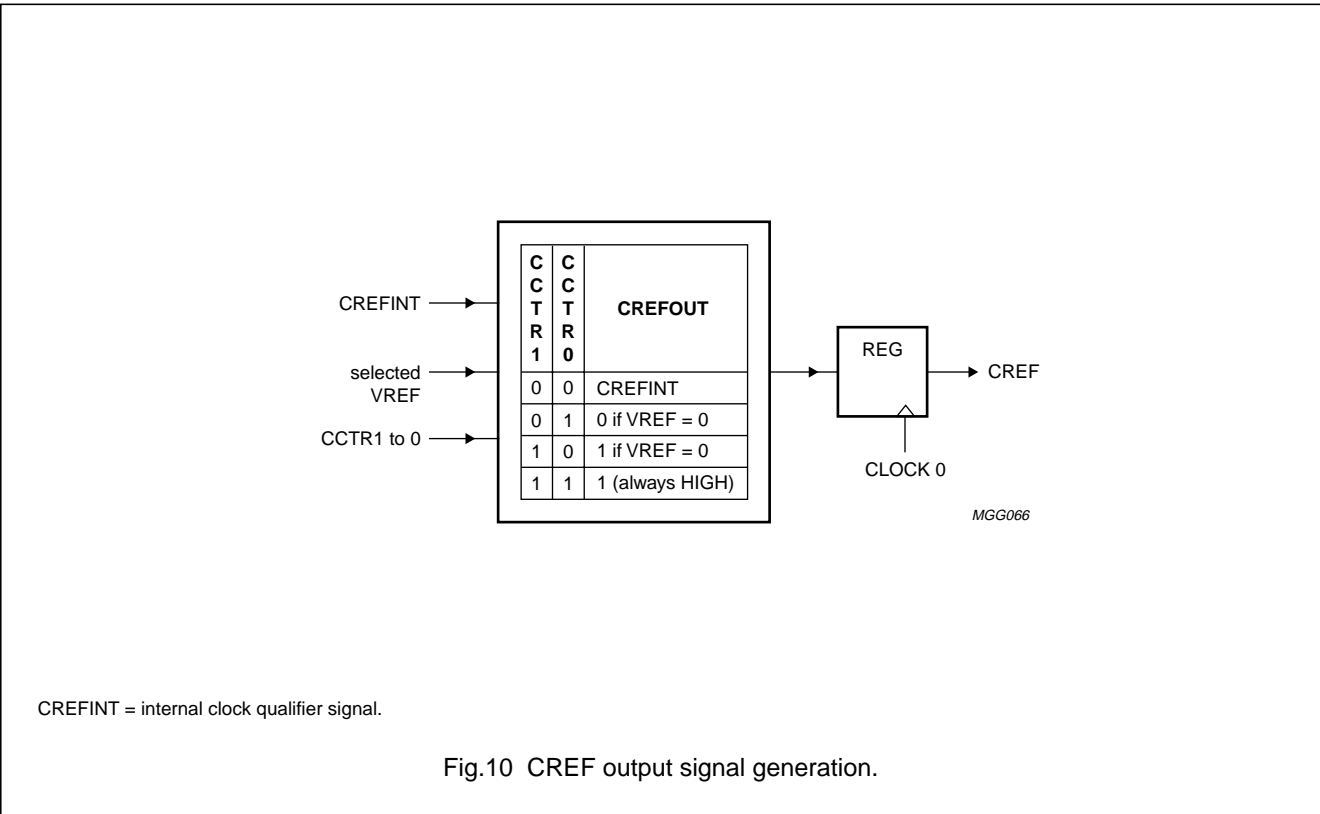 CREFINT
selected
VREF
CCTR1 to 0
CCTR1 CCTR0 CREFOUT
0 0 CREFINT
0 1 0 if VREF = 0
1 0 1 if VREF = 0
1 1 1 (always HIGH)
REG
CREF
CLOCK 0
MGG066
CREFINT = internal clock qualifier signal.
Fig.10 CREF output signal generation.